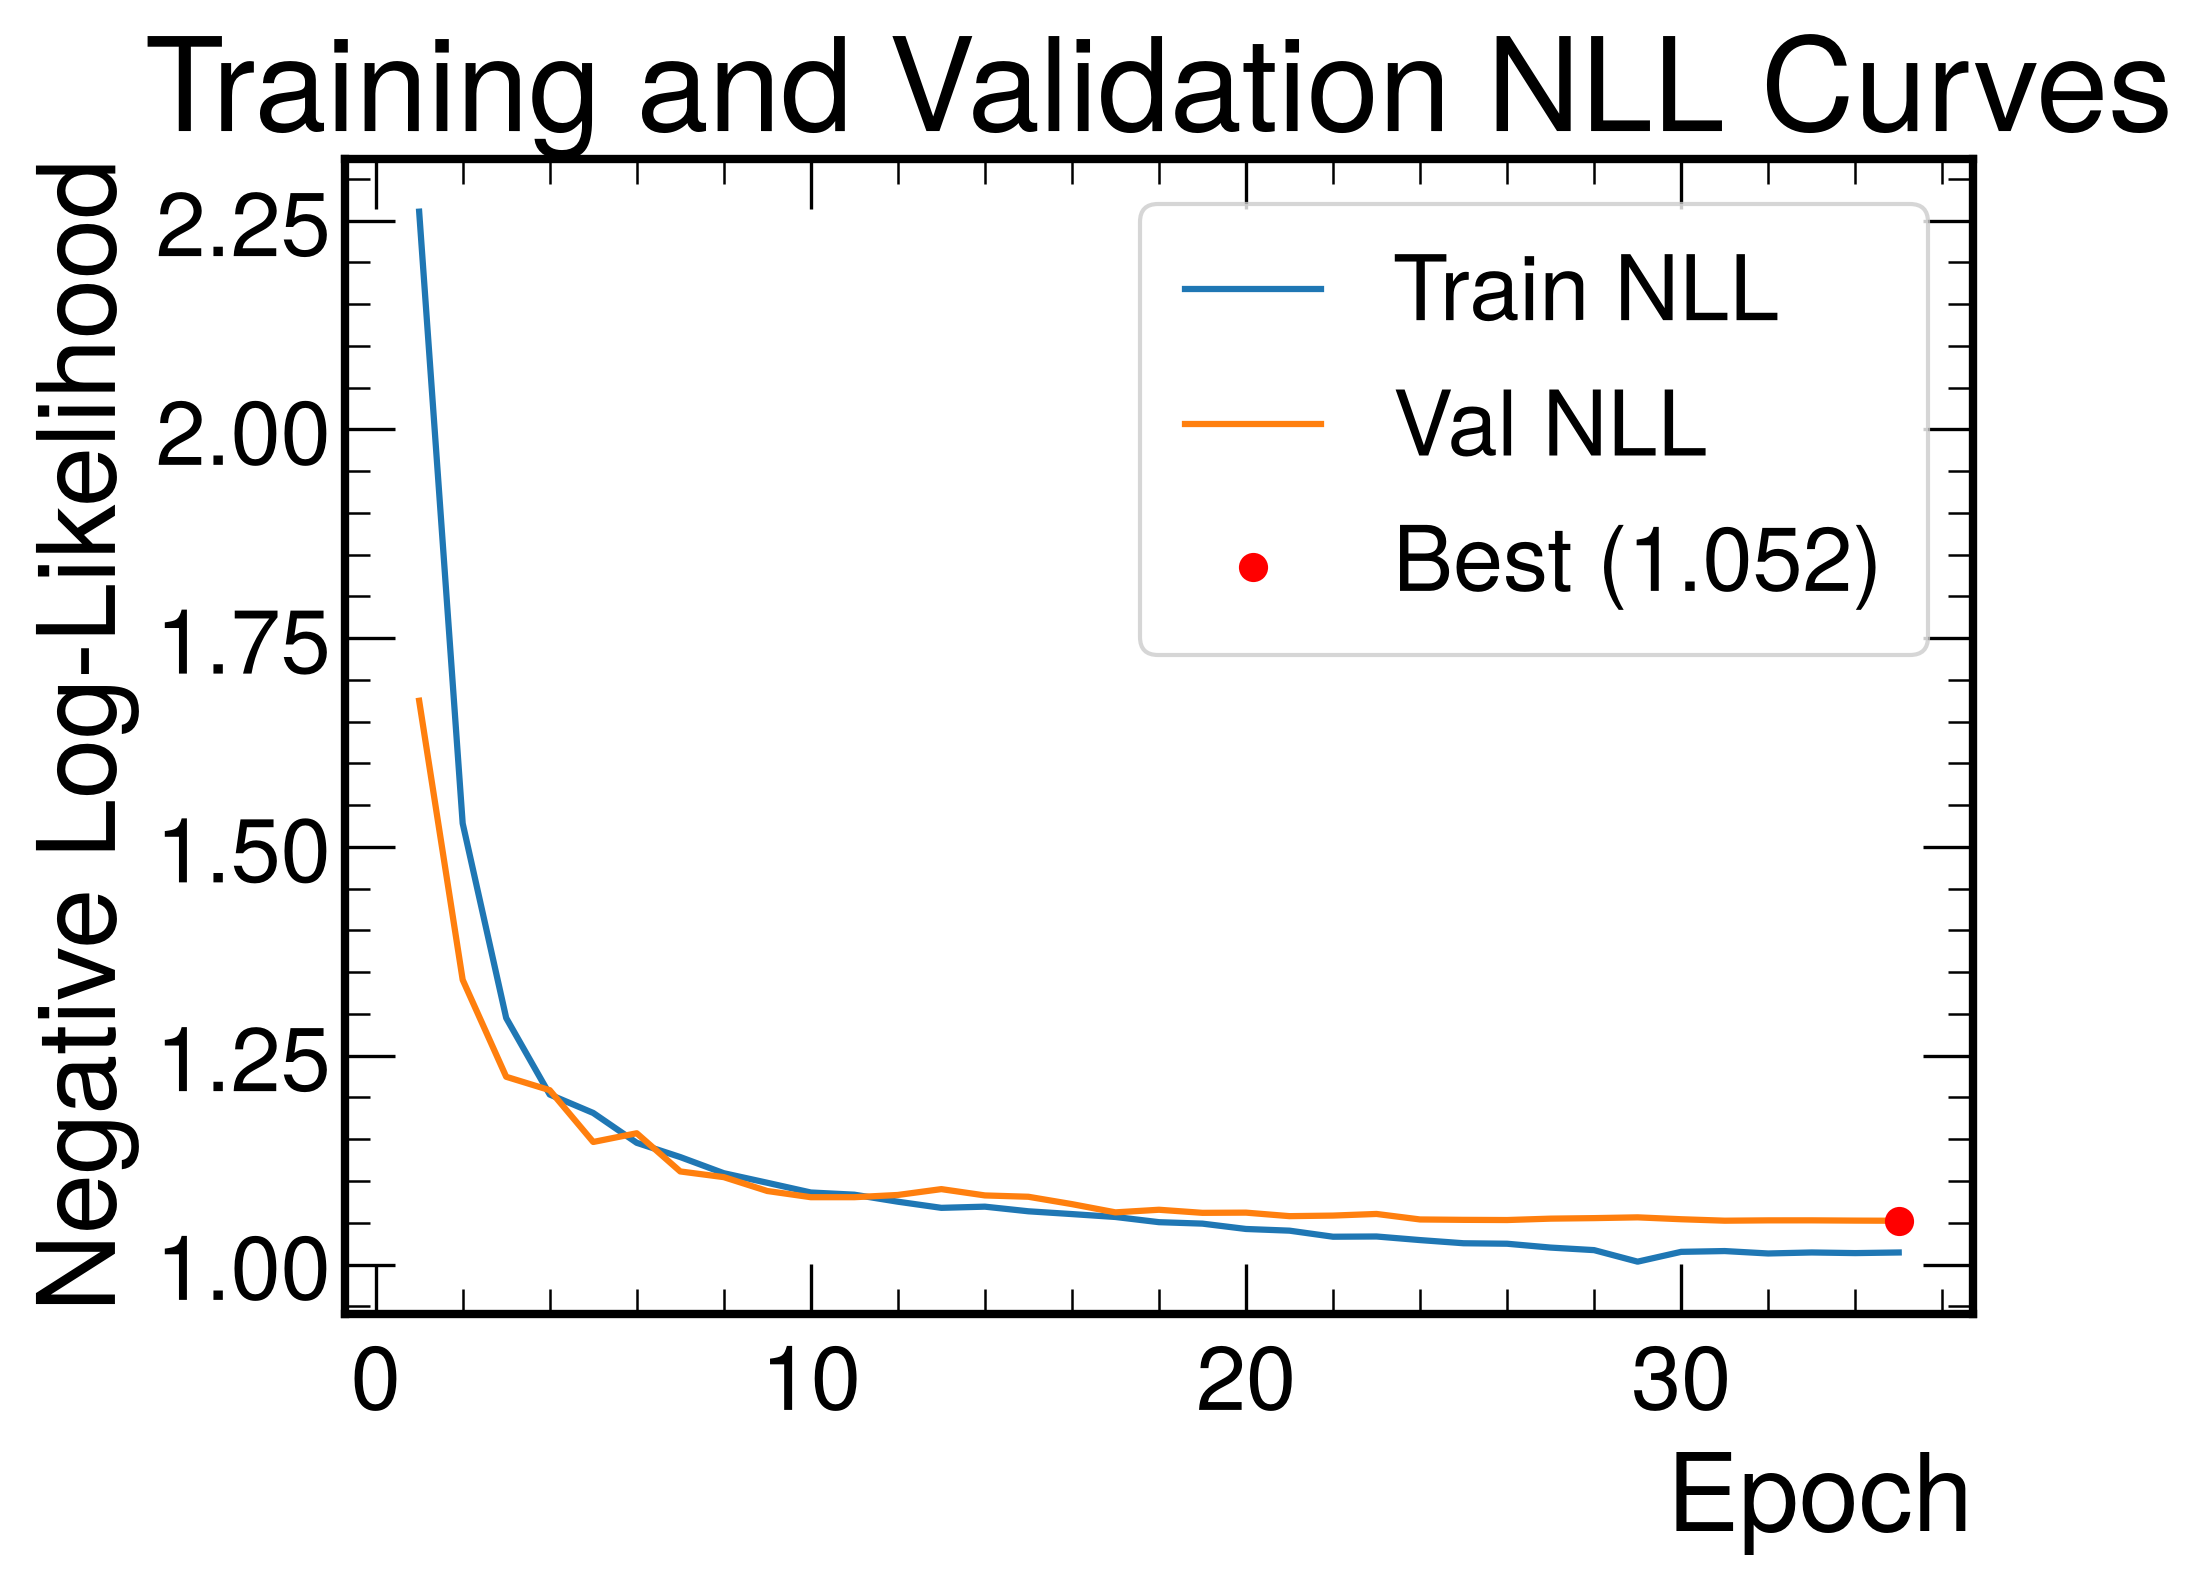 Training and Validation NLL Curves
Negative Log-Likelihood
2.25
2.00
1.75
1.50
1.25
1.00
Train NLL
Val NLL
Best (1.052)
0 10 20 30
Epoch